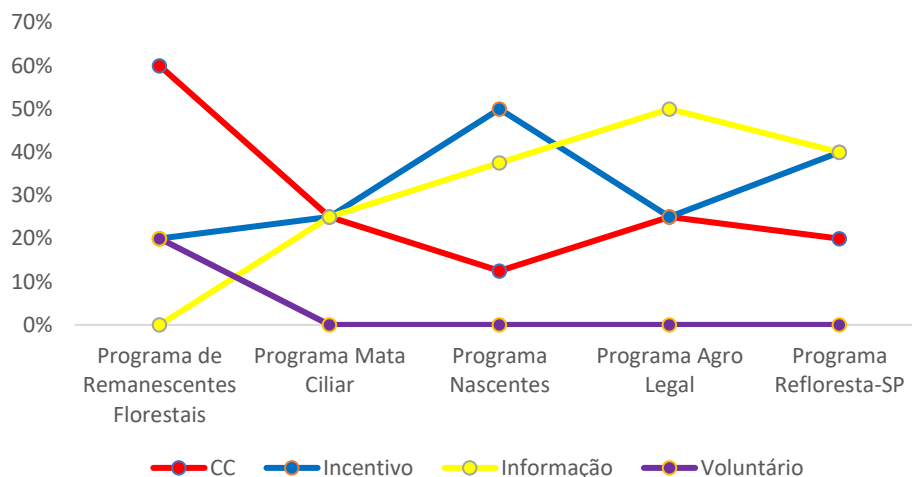 70%
60%
50%
40%
30%
20%
10%
0%
Programa de
Remanescentes
Florestais
Programa Mata
Ciliar
Programa
Nascentes
Programa Agro
Legal
Programa
Refloresta-SP
CC
Incentivo
Informação
Voluntário